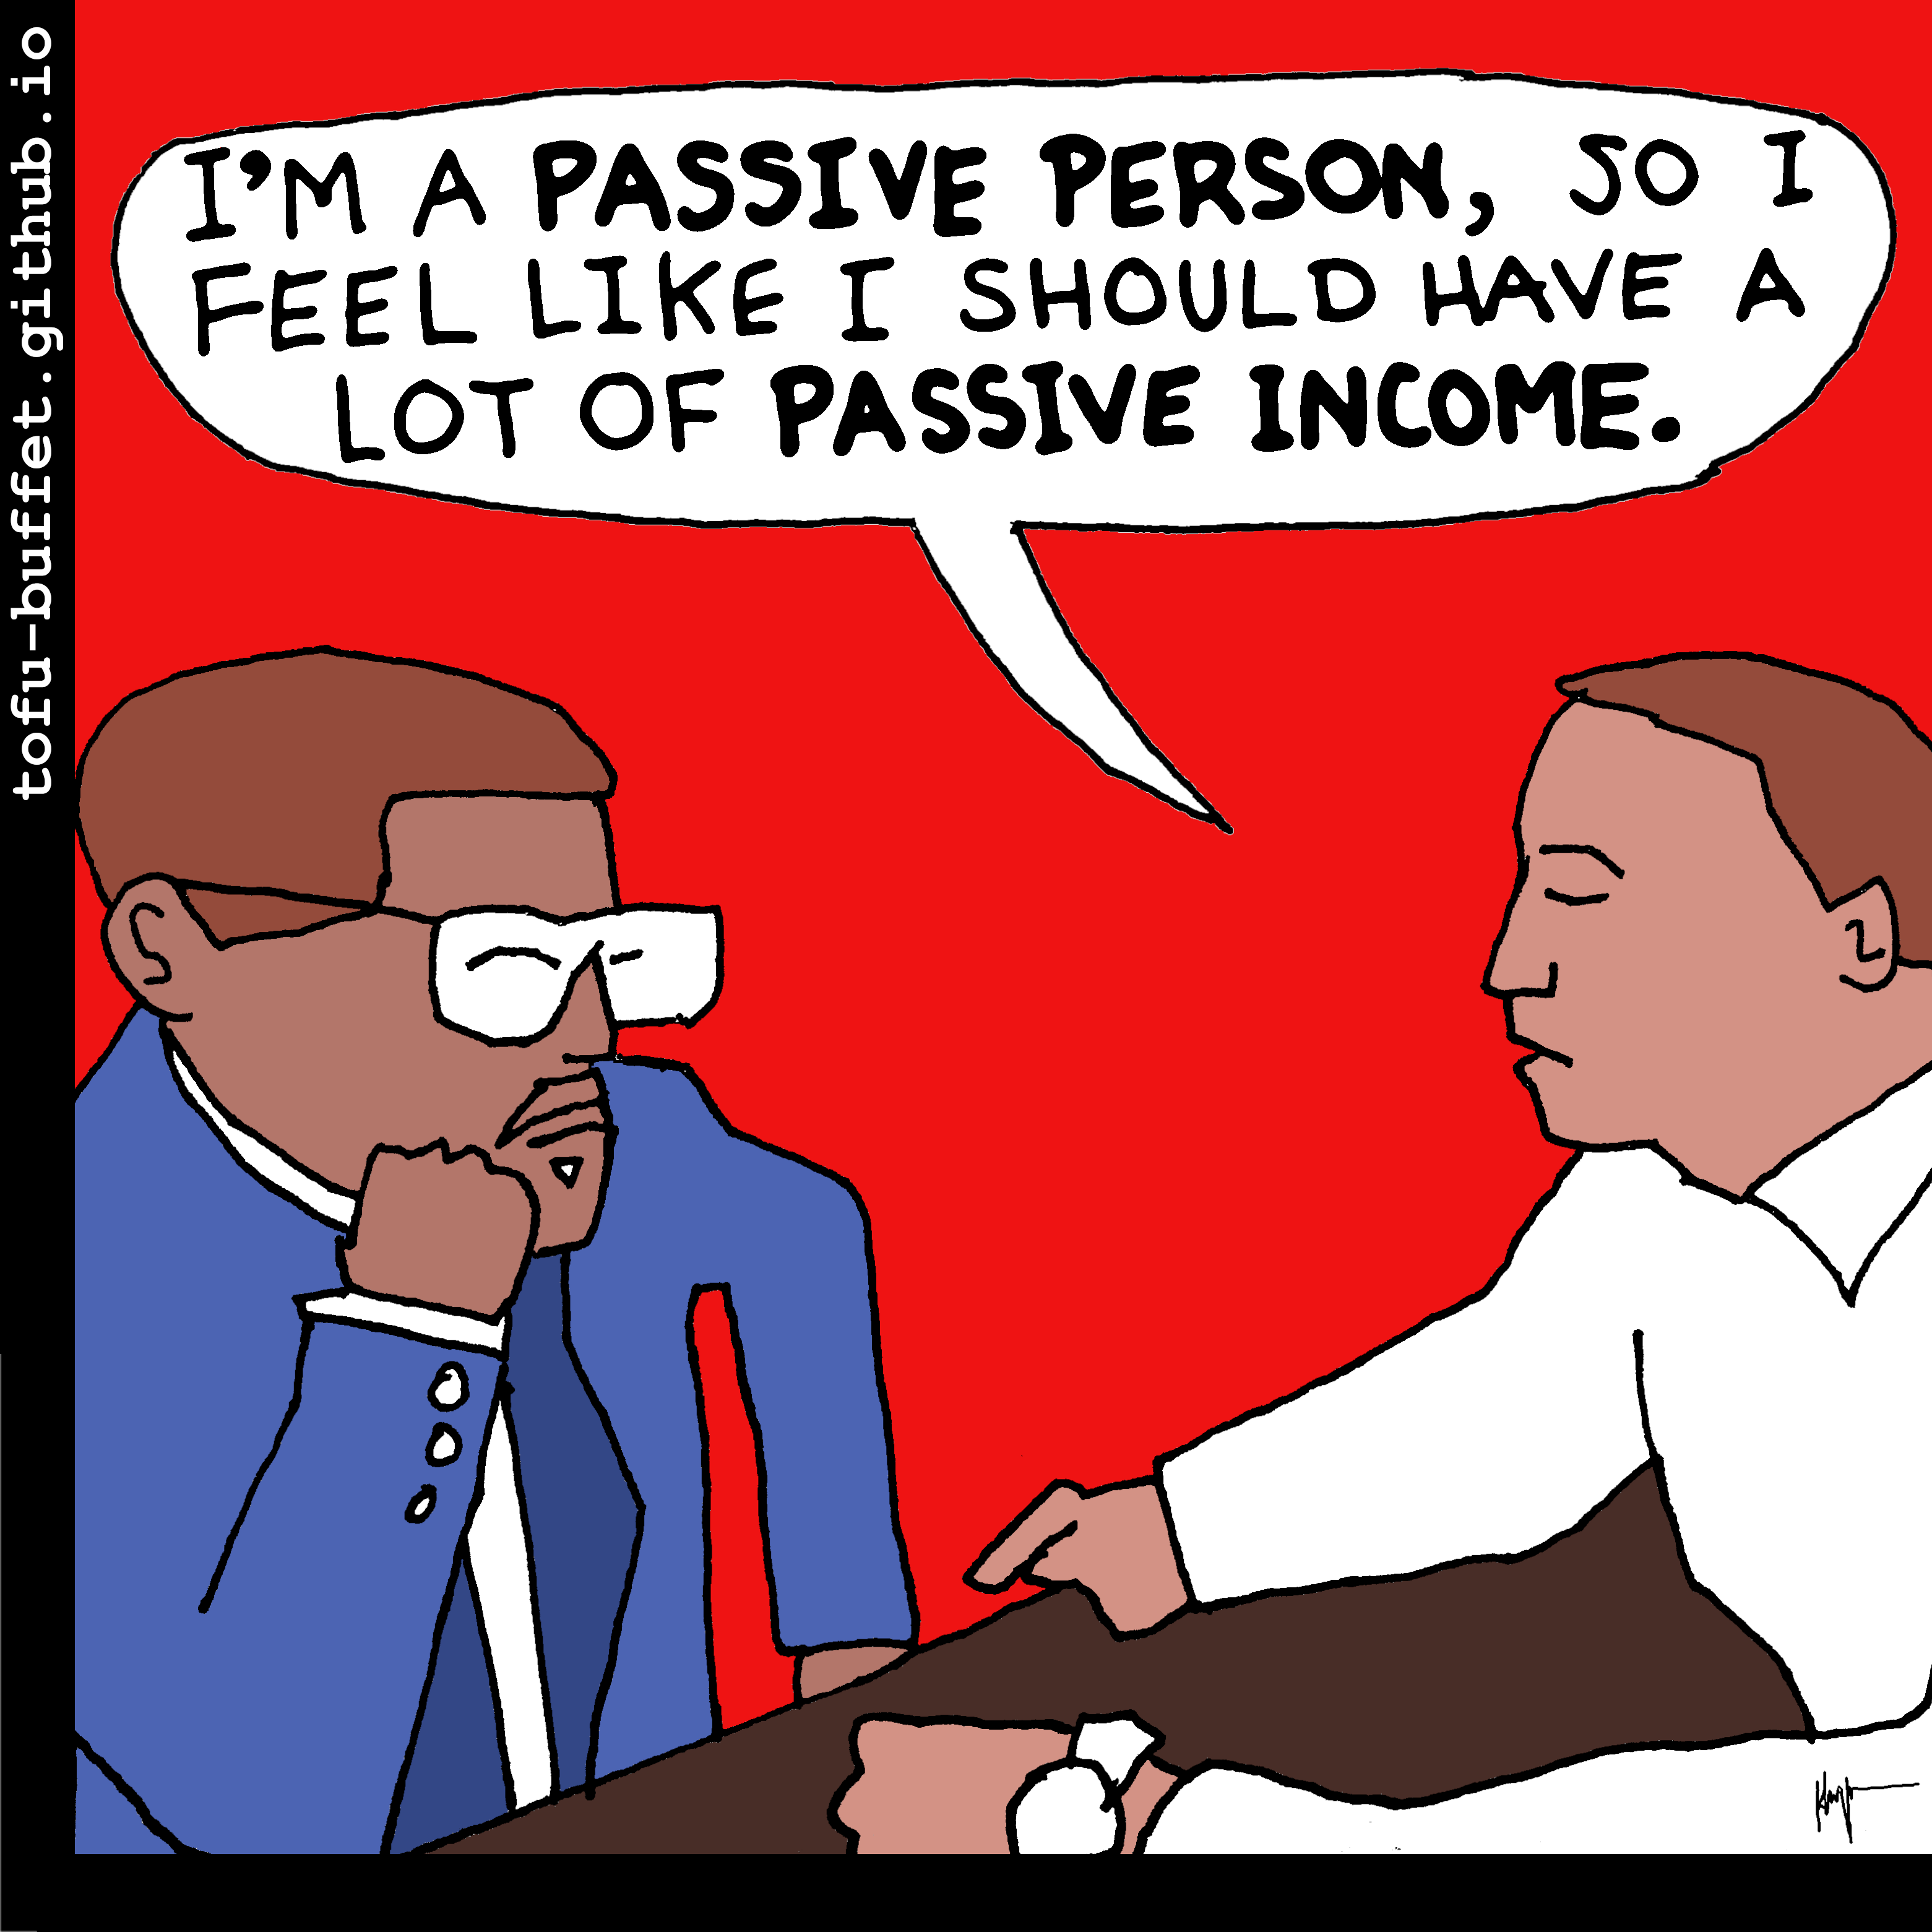 tofu-buffet.github.io
I'M A PASSIVE PERSON, SO I
FEEL LIKE I SHOULD HAVE A
LOT OF PASSIVE INCOME.